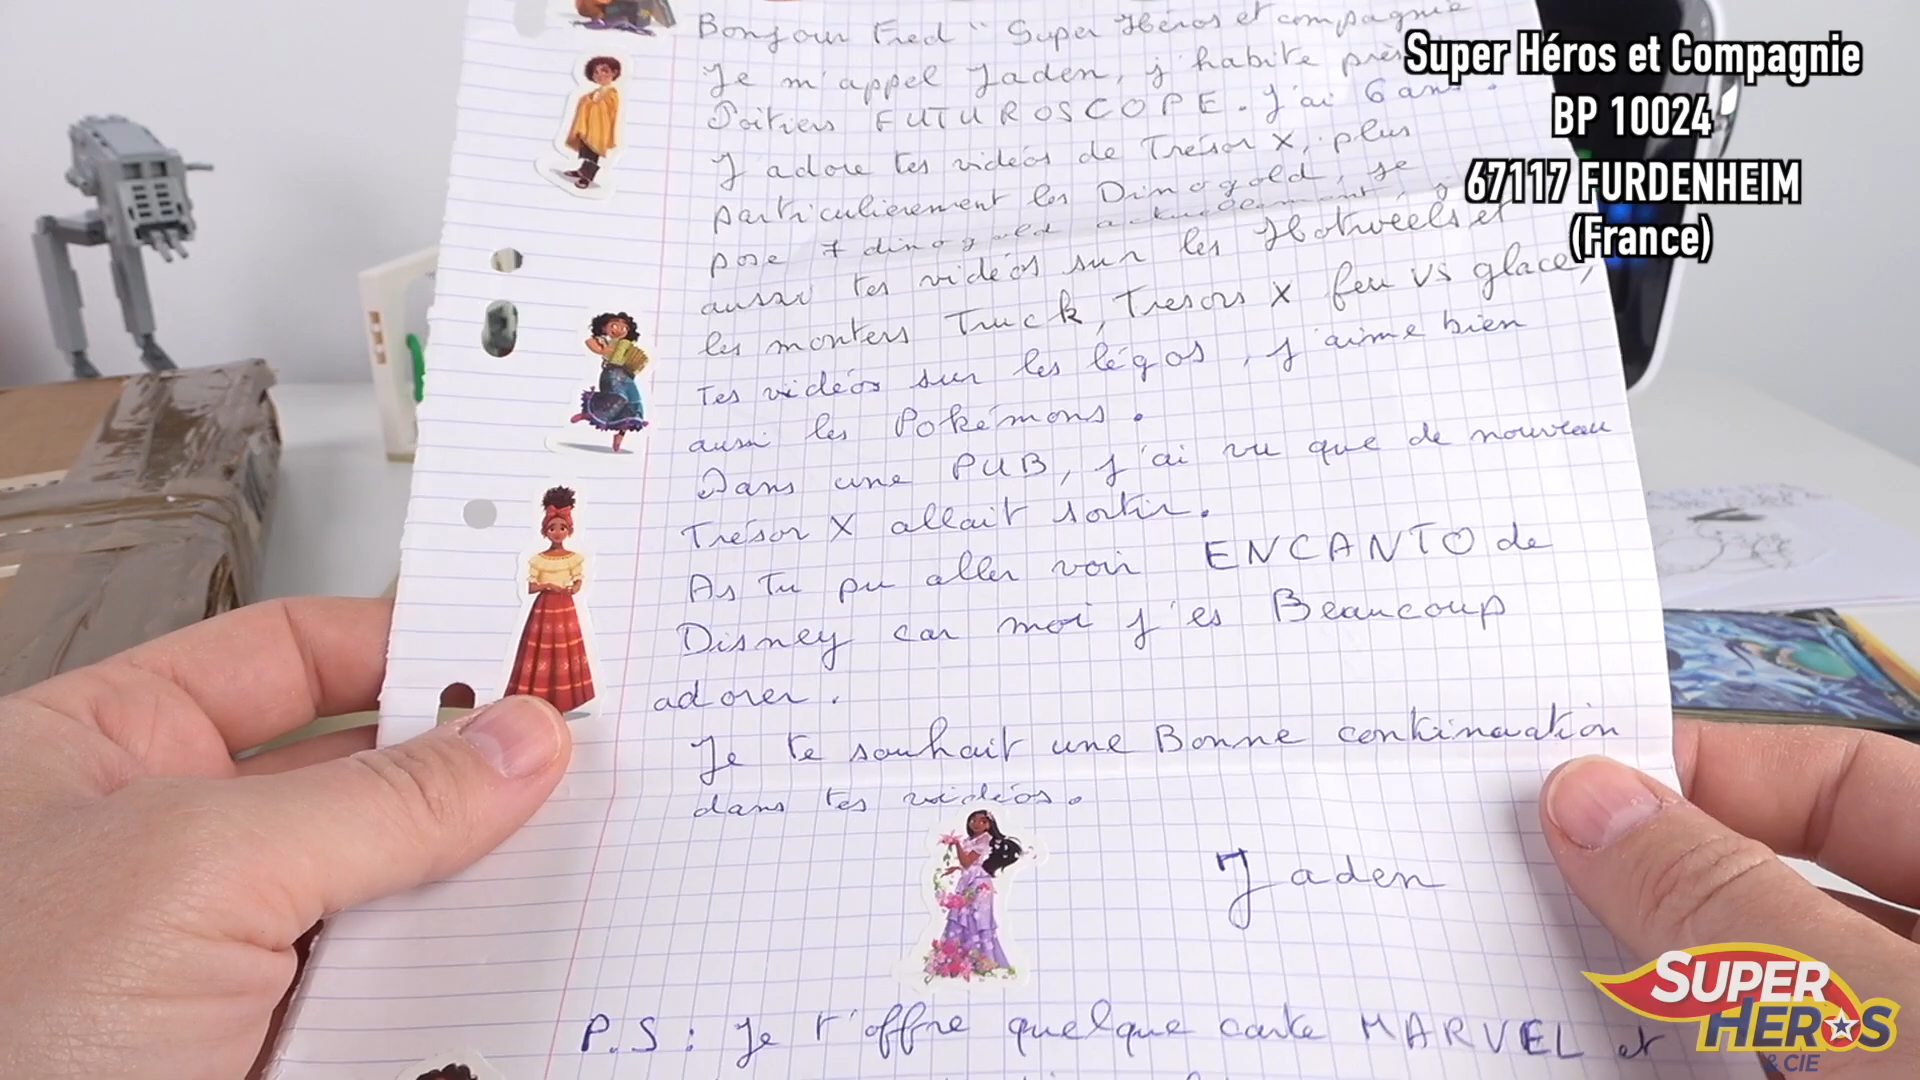 Bonjour Fred " Super Héros et compagnie
Je m'appel Jaden, j'habite près
Poitiers FUTUROSCOPE. J'ai 6 ans.
J'adore tes vidéos de Trésor X, plus
particulierement les Dinogold, je
pose 7 dinogold actuellement, j
aussi tes vidéos sur les Hotweels et
les monters Truck, Tresors X feu VS glace,
tes vidéos sur les légos, j'aime bien
aussi les Pokémons.
Dans une PUB, j'ai vu que de nouveau
Trésor X allait sortir.
As tu pu aller voir ENCANTO de
Disney car moi j'es Beaucoup
adorer.
Je te souhait une Bonne continuation
dans tes vidéos.
Jaden
P.S : Je t'offre quelque carte MARVEL et
Super Héros et Compagnie
BP 10024
67117 FURDENHEIM
(France)
SUPER
HEROS
& CIE